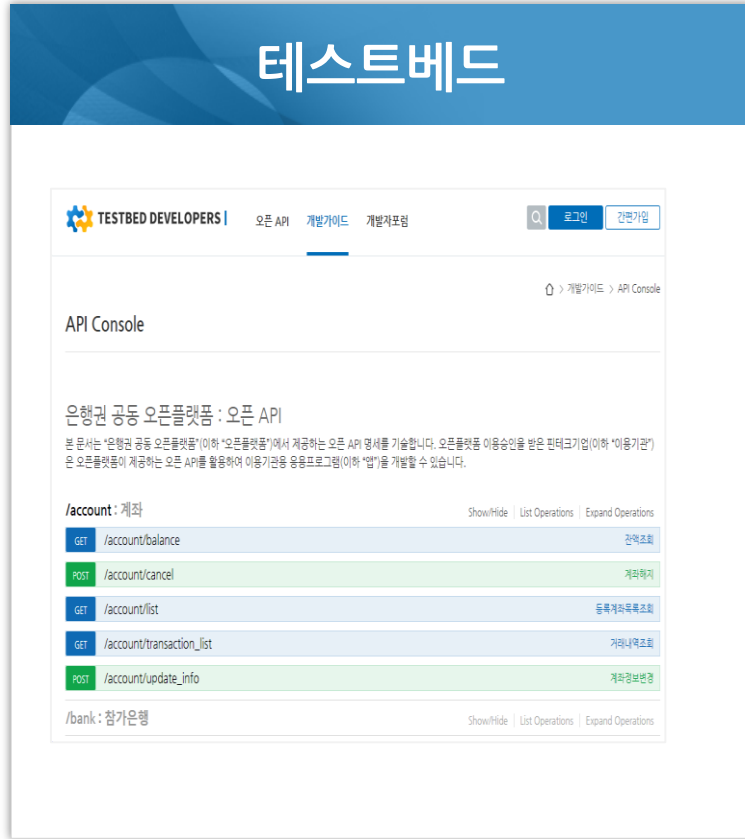 테스트베드
TESTBED DEVELOPERS 오픈 API 개발가이드 개발자포럼 로그인 간편가입
> 개발가이드 > API Console
API Console
은행권 공동 오픈플랫폼 : 오픈 API
본 문서는 "은행권 공동 오픈플랫폼"(이하 "오픈플랫폼")에서 제공하는 오픈 API 명세를 기술합니다. 오픈플랫폼 이용승인을 받은 핀테크기업(이하 "이용기관")
은 오픈플랫폼이 제공하는 오픈 API를 활용하여 이용기관용 응용프로그램(이하 "앱")을 개발할 수 있습니다.
/account : 계좌 Show/Hide | List Operations | Expand Operations
GET /account/balance 잔액조회
POST /account/cancel 계좌해지
GET /account/list 등록계좌목록조회
GET /account/transaction_list 거래내역조회
POST /account/update_info 계좌정보변경
/bank : 참가은행 Show/Hide | List Operations | Expand Operations